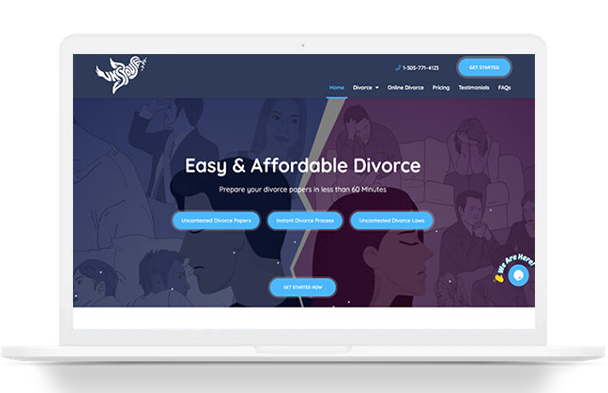 1-305-771-4123
GET STARTED
Home
Divorce
Online Divorce
Pricing
Testimonials
FAQs
Easy & Affordable Divorce
Prepare your divorce papers in less than 60 Minutes
Uncontested Divorce Papers
Instant Divorce Process
Uncontested Divorce Laws
We Are Here!
GET STARTED NOW